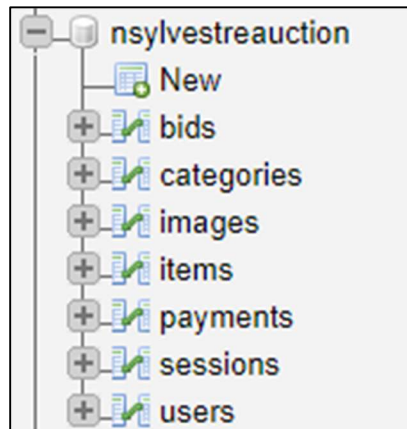 nsylvestreauction
New
bids
categories
images
items
payments
sessions
users